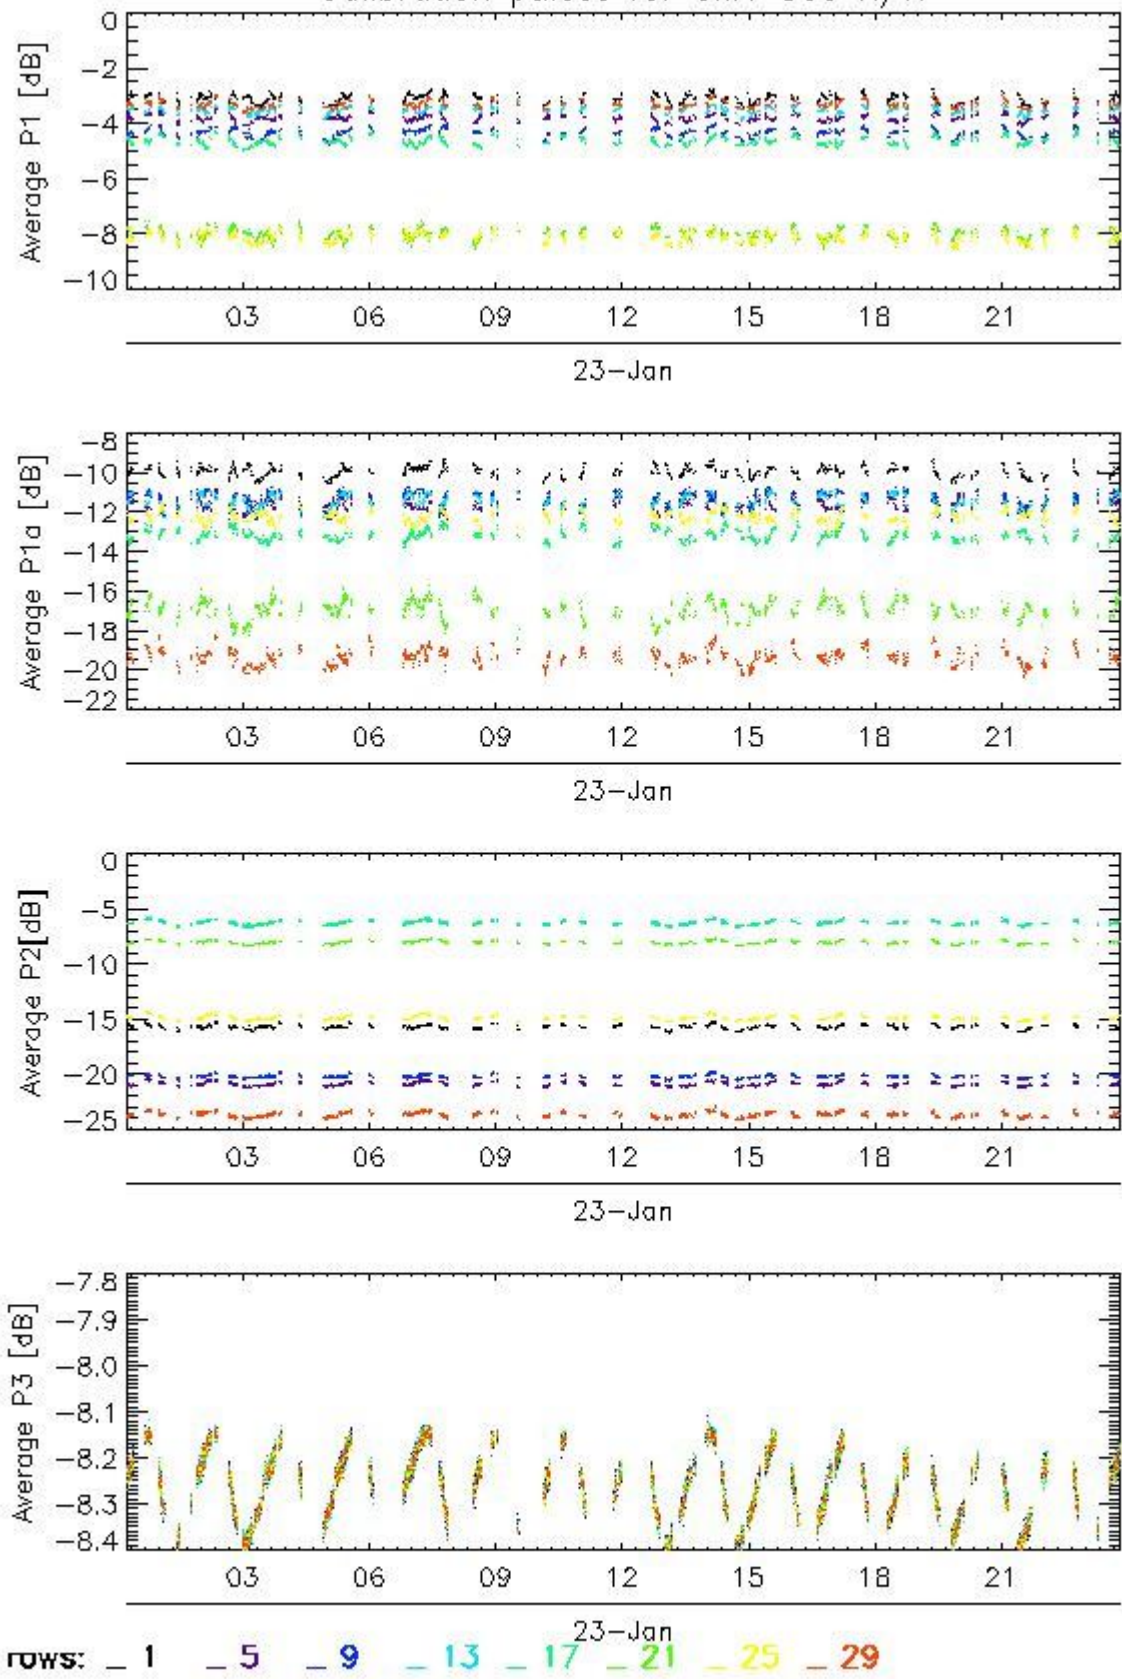 0
-2
-4
-6
-8
-10
Average P1 [dB]
03 06 09 12 15 18 21
23-Jan
-8
-10
-12
-14
-16
-18
-20
-22
Average P1a [dB]
03 06 09 12 15 18 21
23-Jan
0
-5
-10
-15
-20
-25
Average P2[dB]
03 06 09 12 15 18 21
23-Jan
-7.8
-7.9
-8.0
-8.1
-8.2
-8.3
-8.4
Average P3 [dB]
03 06 09 12 15 18 21
23-Jan
rows: _ 1 _ 5 _ 9 _ 13 _ 17 _ 21 _ 25 _ 29